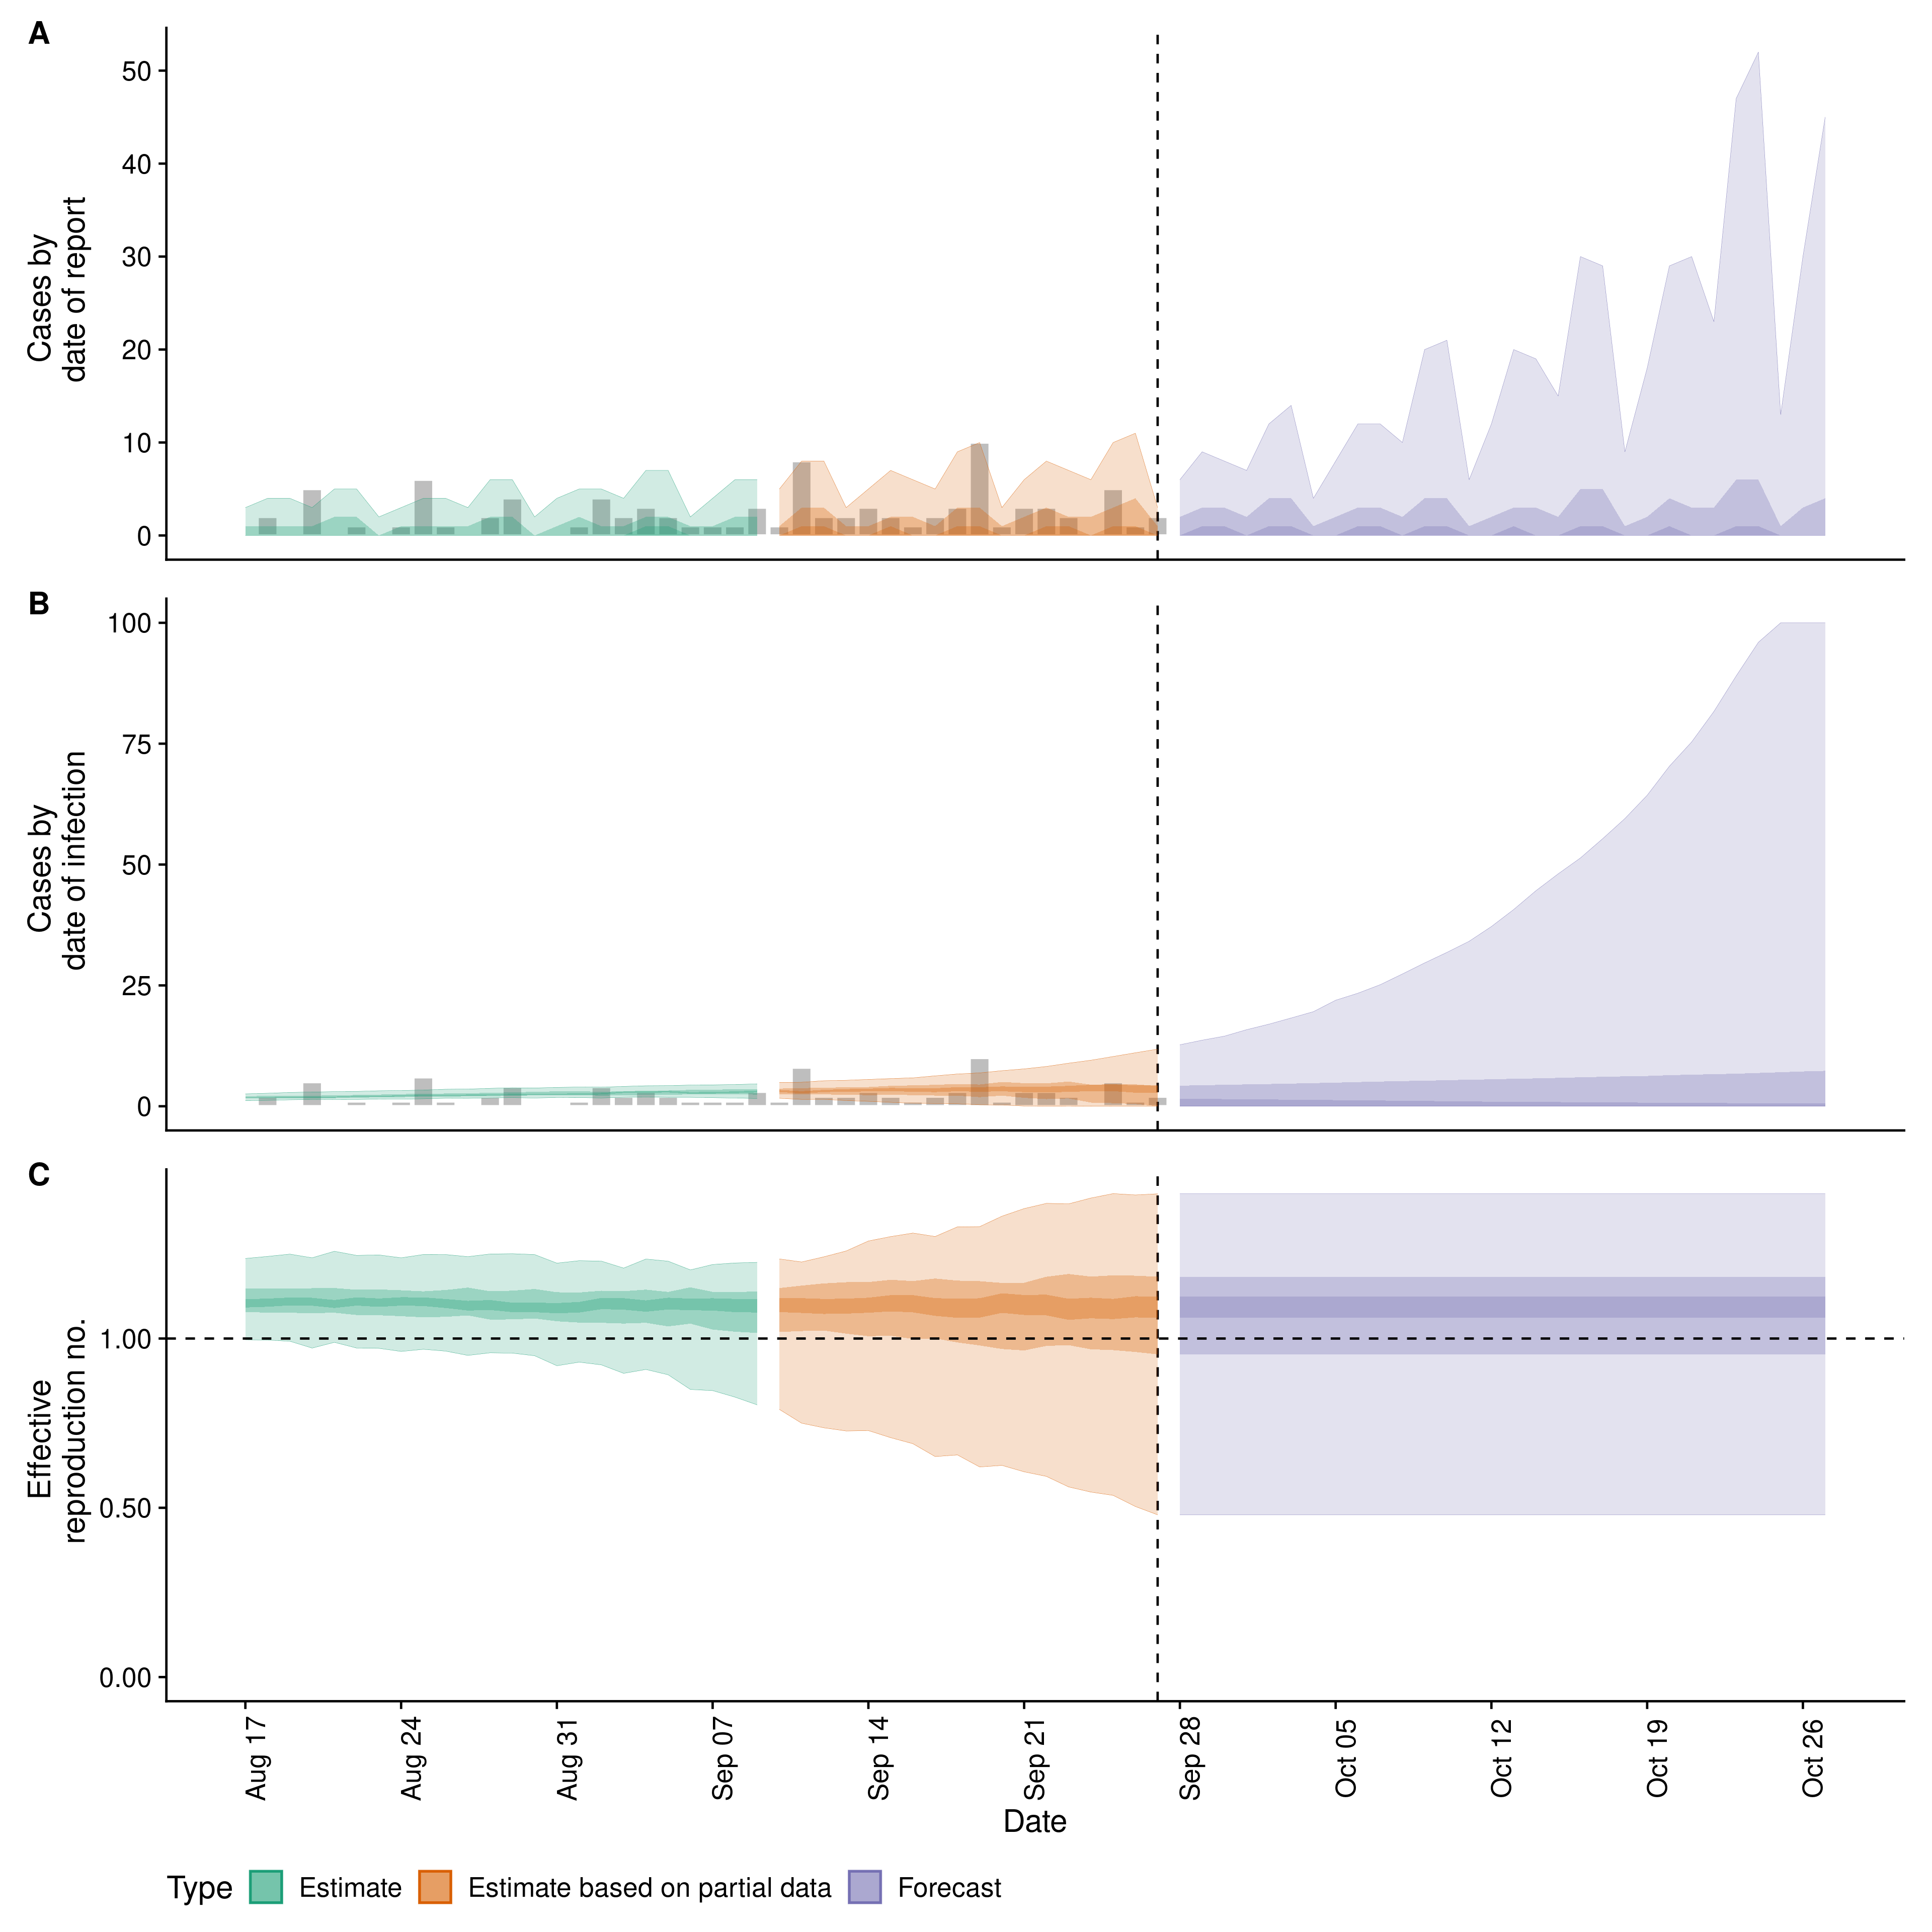 A
50
40
30
20
10
0
Cases by
date of report
B
100
75
50
25
0
Cases by
date of infection
C
1.00
0.50
0.00
Effective
reproduction no.
Aug 17
Aug 24
Aug 31
Sep 07
Sep 14
Sep 21
Sep 28
Oct 05
Oct 12
Oct 19
Oct 26
Date
Type Estimate Estimate based on partial data Forecast